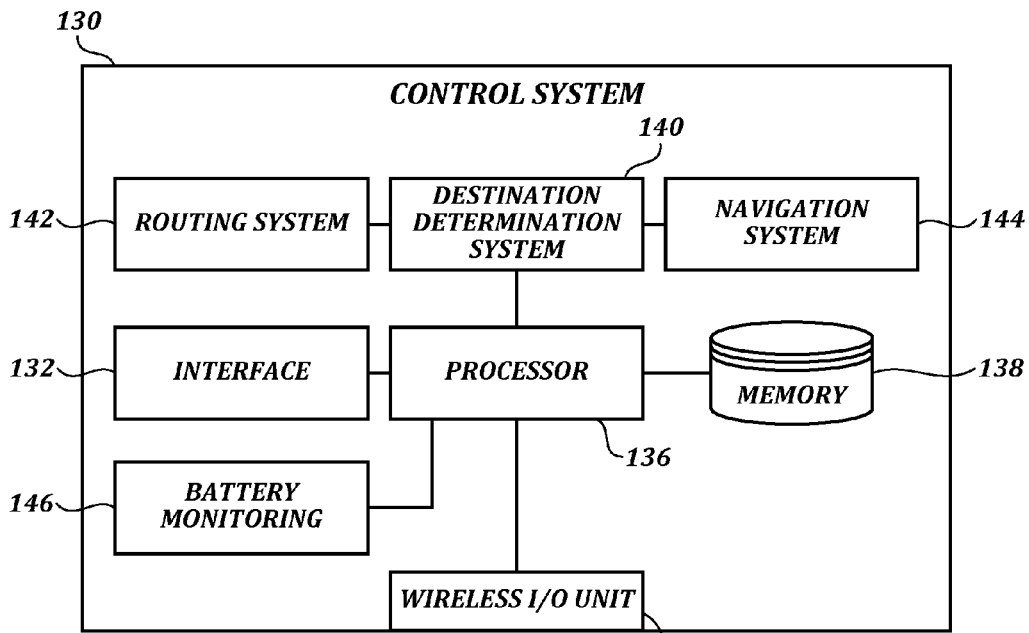 130
CONTROL SYSTEM
140
142
ROUTING SYSTEM
DESTINATION
DETERMINATION
SYSTEM
NAVIGATION
SYSTEM
144
132
INTERFACE
PROCESSOR
MEMORY
138
136
146
BATTERY
MONITORING
WIRELESS I/O UNIT